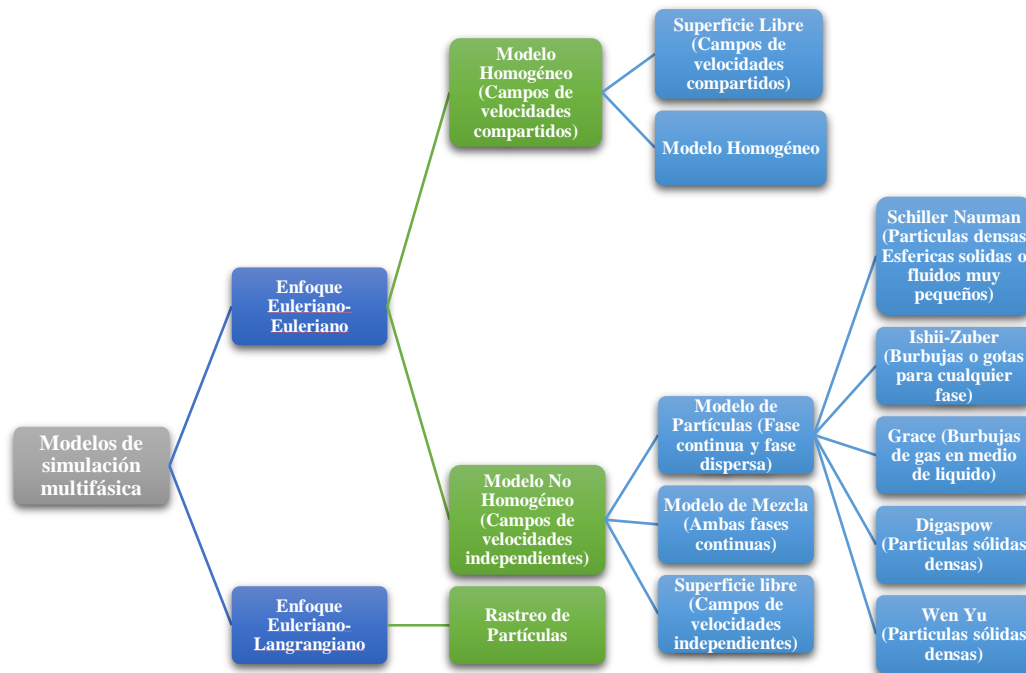 Modelos de
simulación
multifásica
Enfoque
Euleriano-
Euleriano
Enfoque
Euleriano-
Langrangiano
Modelo
Homogéneo
(Campos de
velocidades
compartidos)
Modelo No
Homogéneo
(Campos de
velocidades
independientes)
Rastreo de
Partículas
Superficie Libre
(Campos de
velocidades
compartidos)
Modelo Homogéneo
Modelo de
Partículas (Fase
continua y fase
dispersa)
Modelo de Mezcla
(Ambas fases
continuas)
Superficie libre
(Campos de
velocidades
independientes)
Schiller Nauman
(Particulas densas
Esfericas solidas o
fluidos muy
pequeños)
Ishii-Zuber
(Burbujas o gotas
para cualquier
fase)
Grace (Burbujas
de gas en medio
de liquido)
Digaspow
(Particulas sólidas
densas)
Wen Yu
(Particulas sólidas
densas)